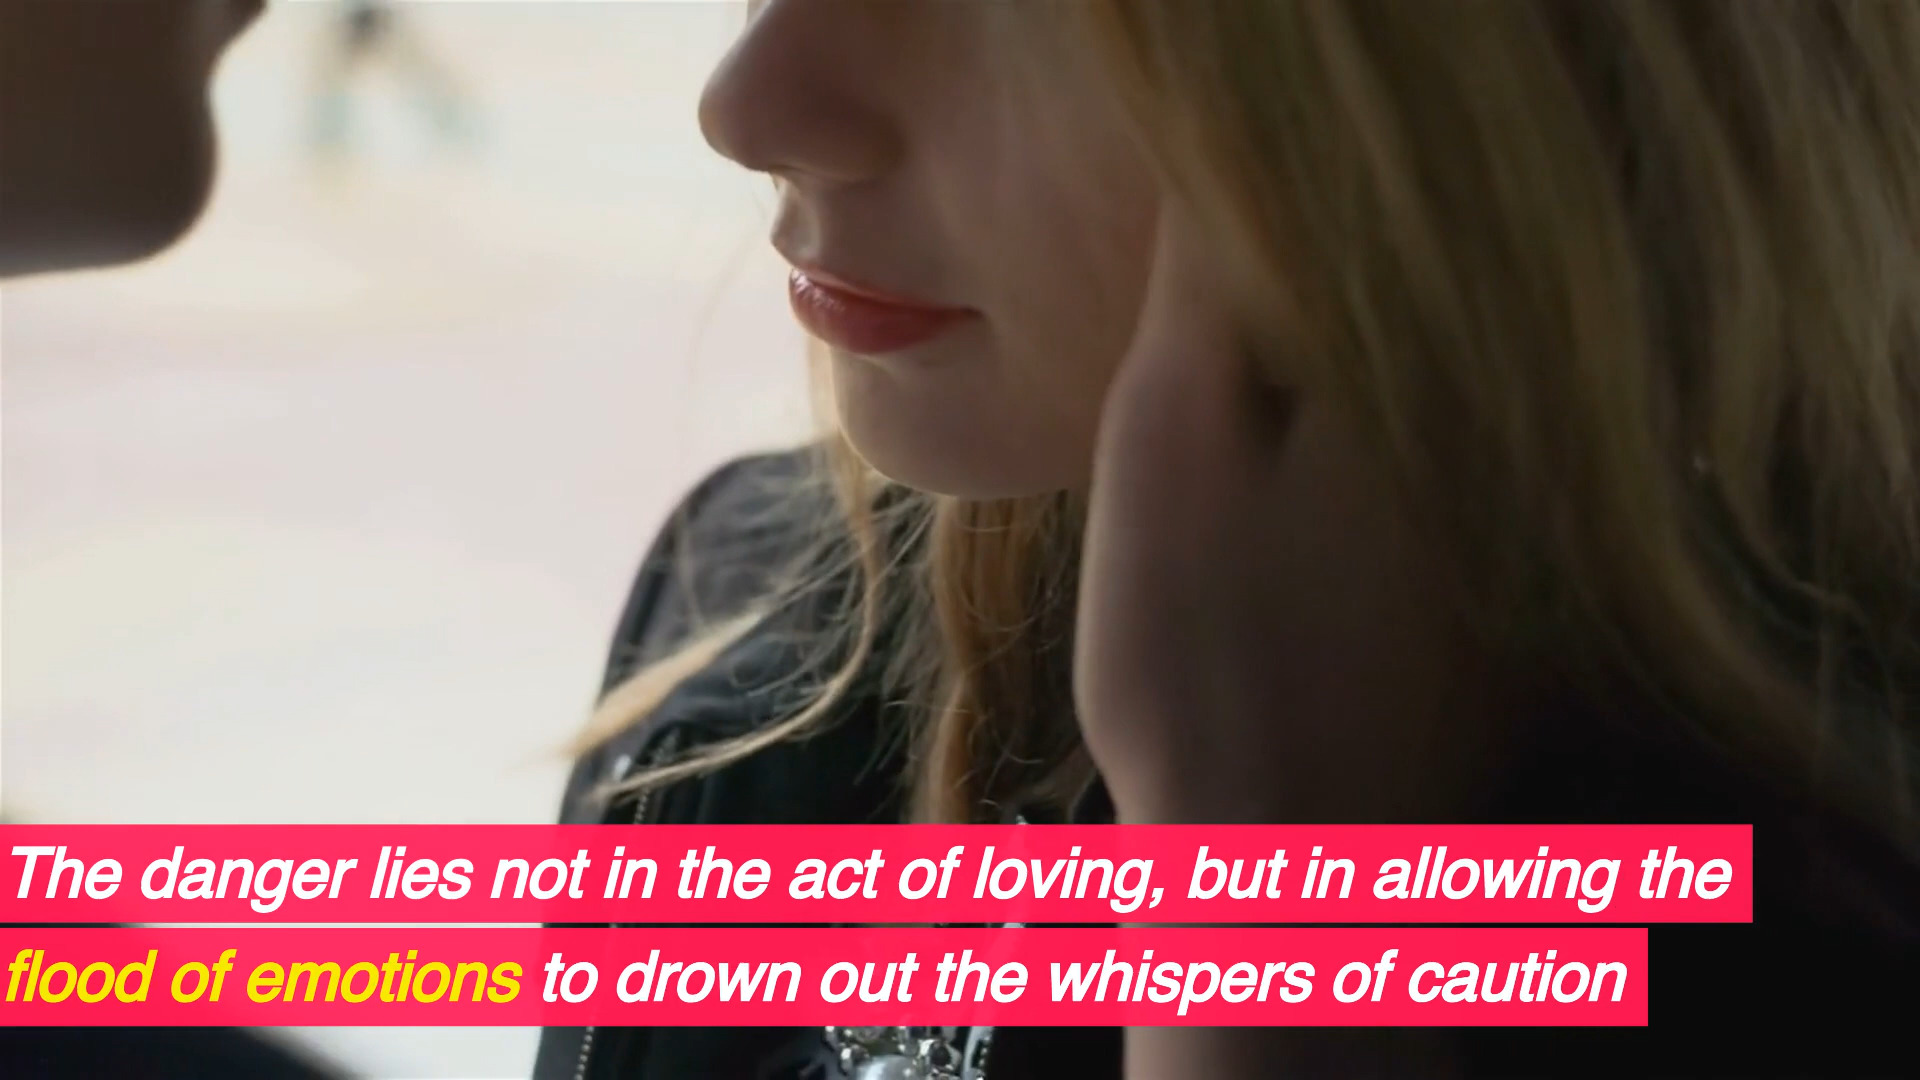 The danger lies not in the act of loving, but in allowing the
flood of emotions to drown out the whispers of caution